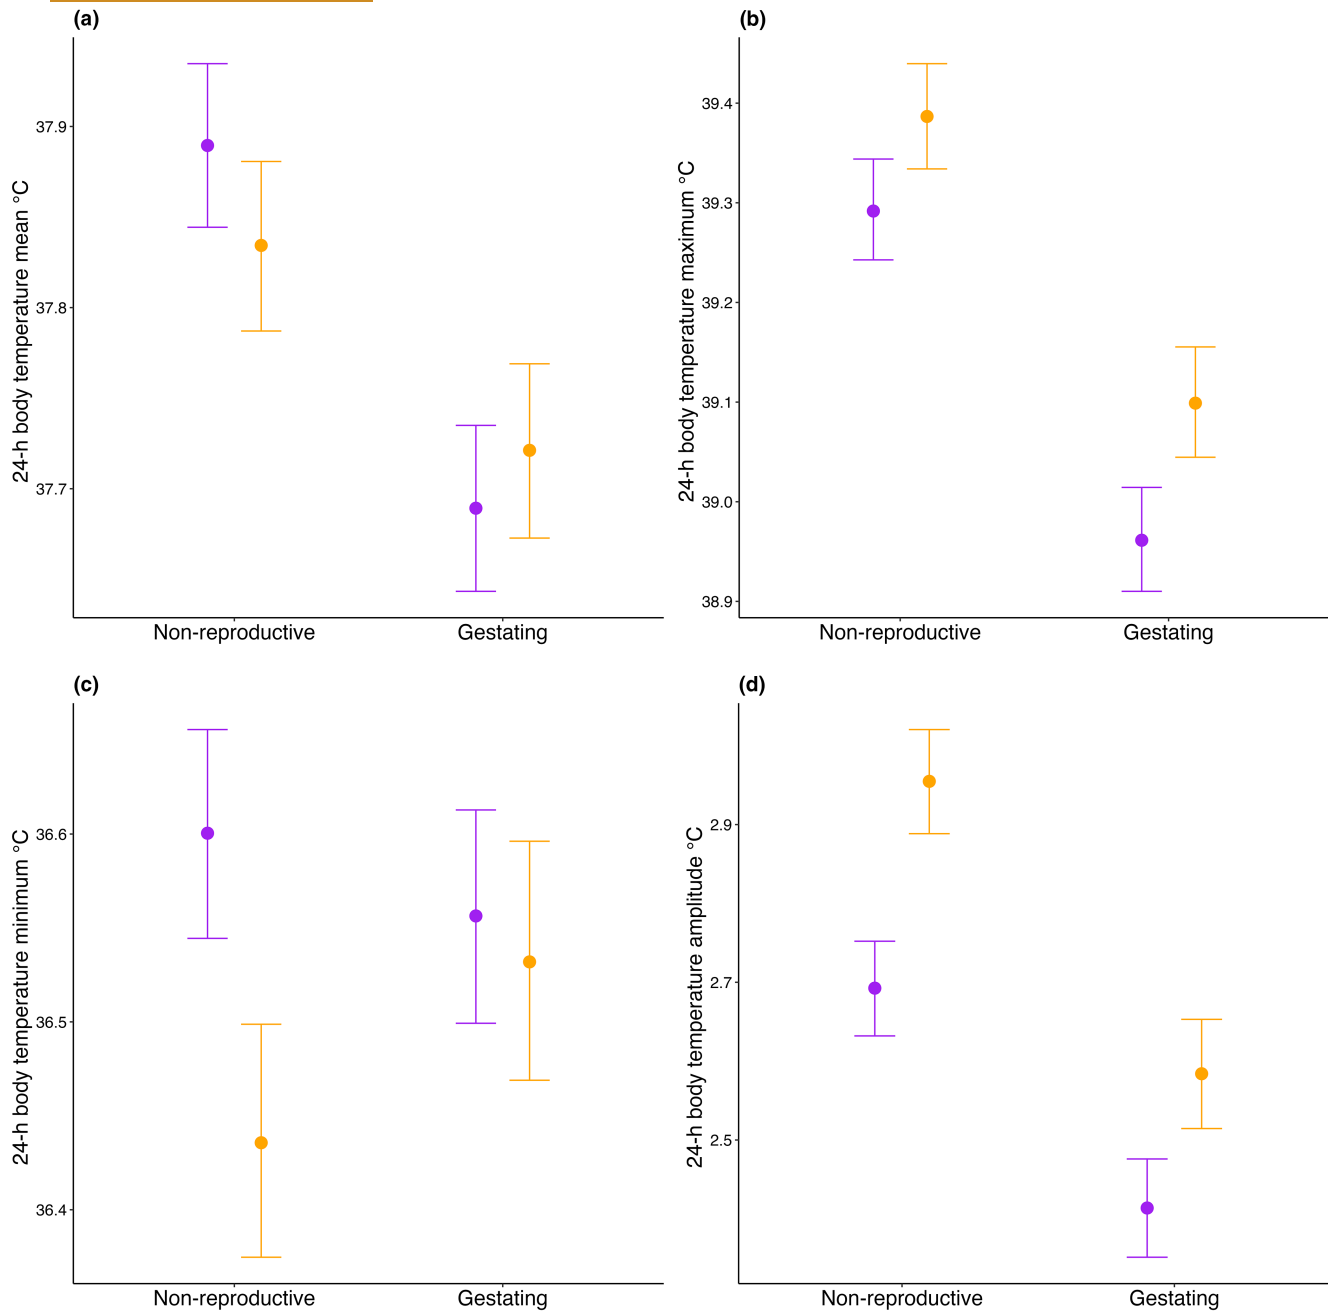 (a)
24-h body temperature mean °C
37.9
37.8
37.7
Non-reproductive Gestating
(b)
24-h body temperature maximum °C
39.4
39.3
39.2
39.1
39.0
38.9
Non-reproductive Gestating
(c)
24-h body temperature minimum °C
36.6
36.5
36.4
Non-reproductive Gestating
(d)
24-h body temperature amplitude °C
2.9
2.7
2.5
Non-reproductive Gestating